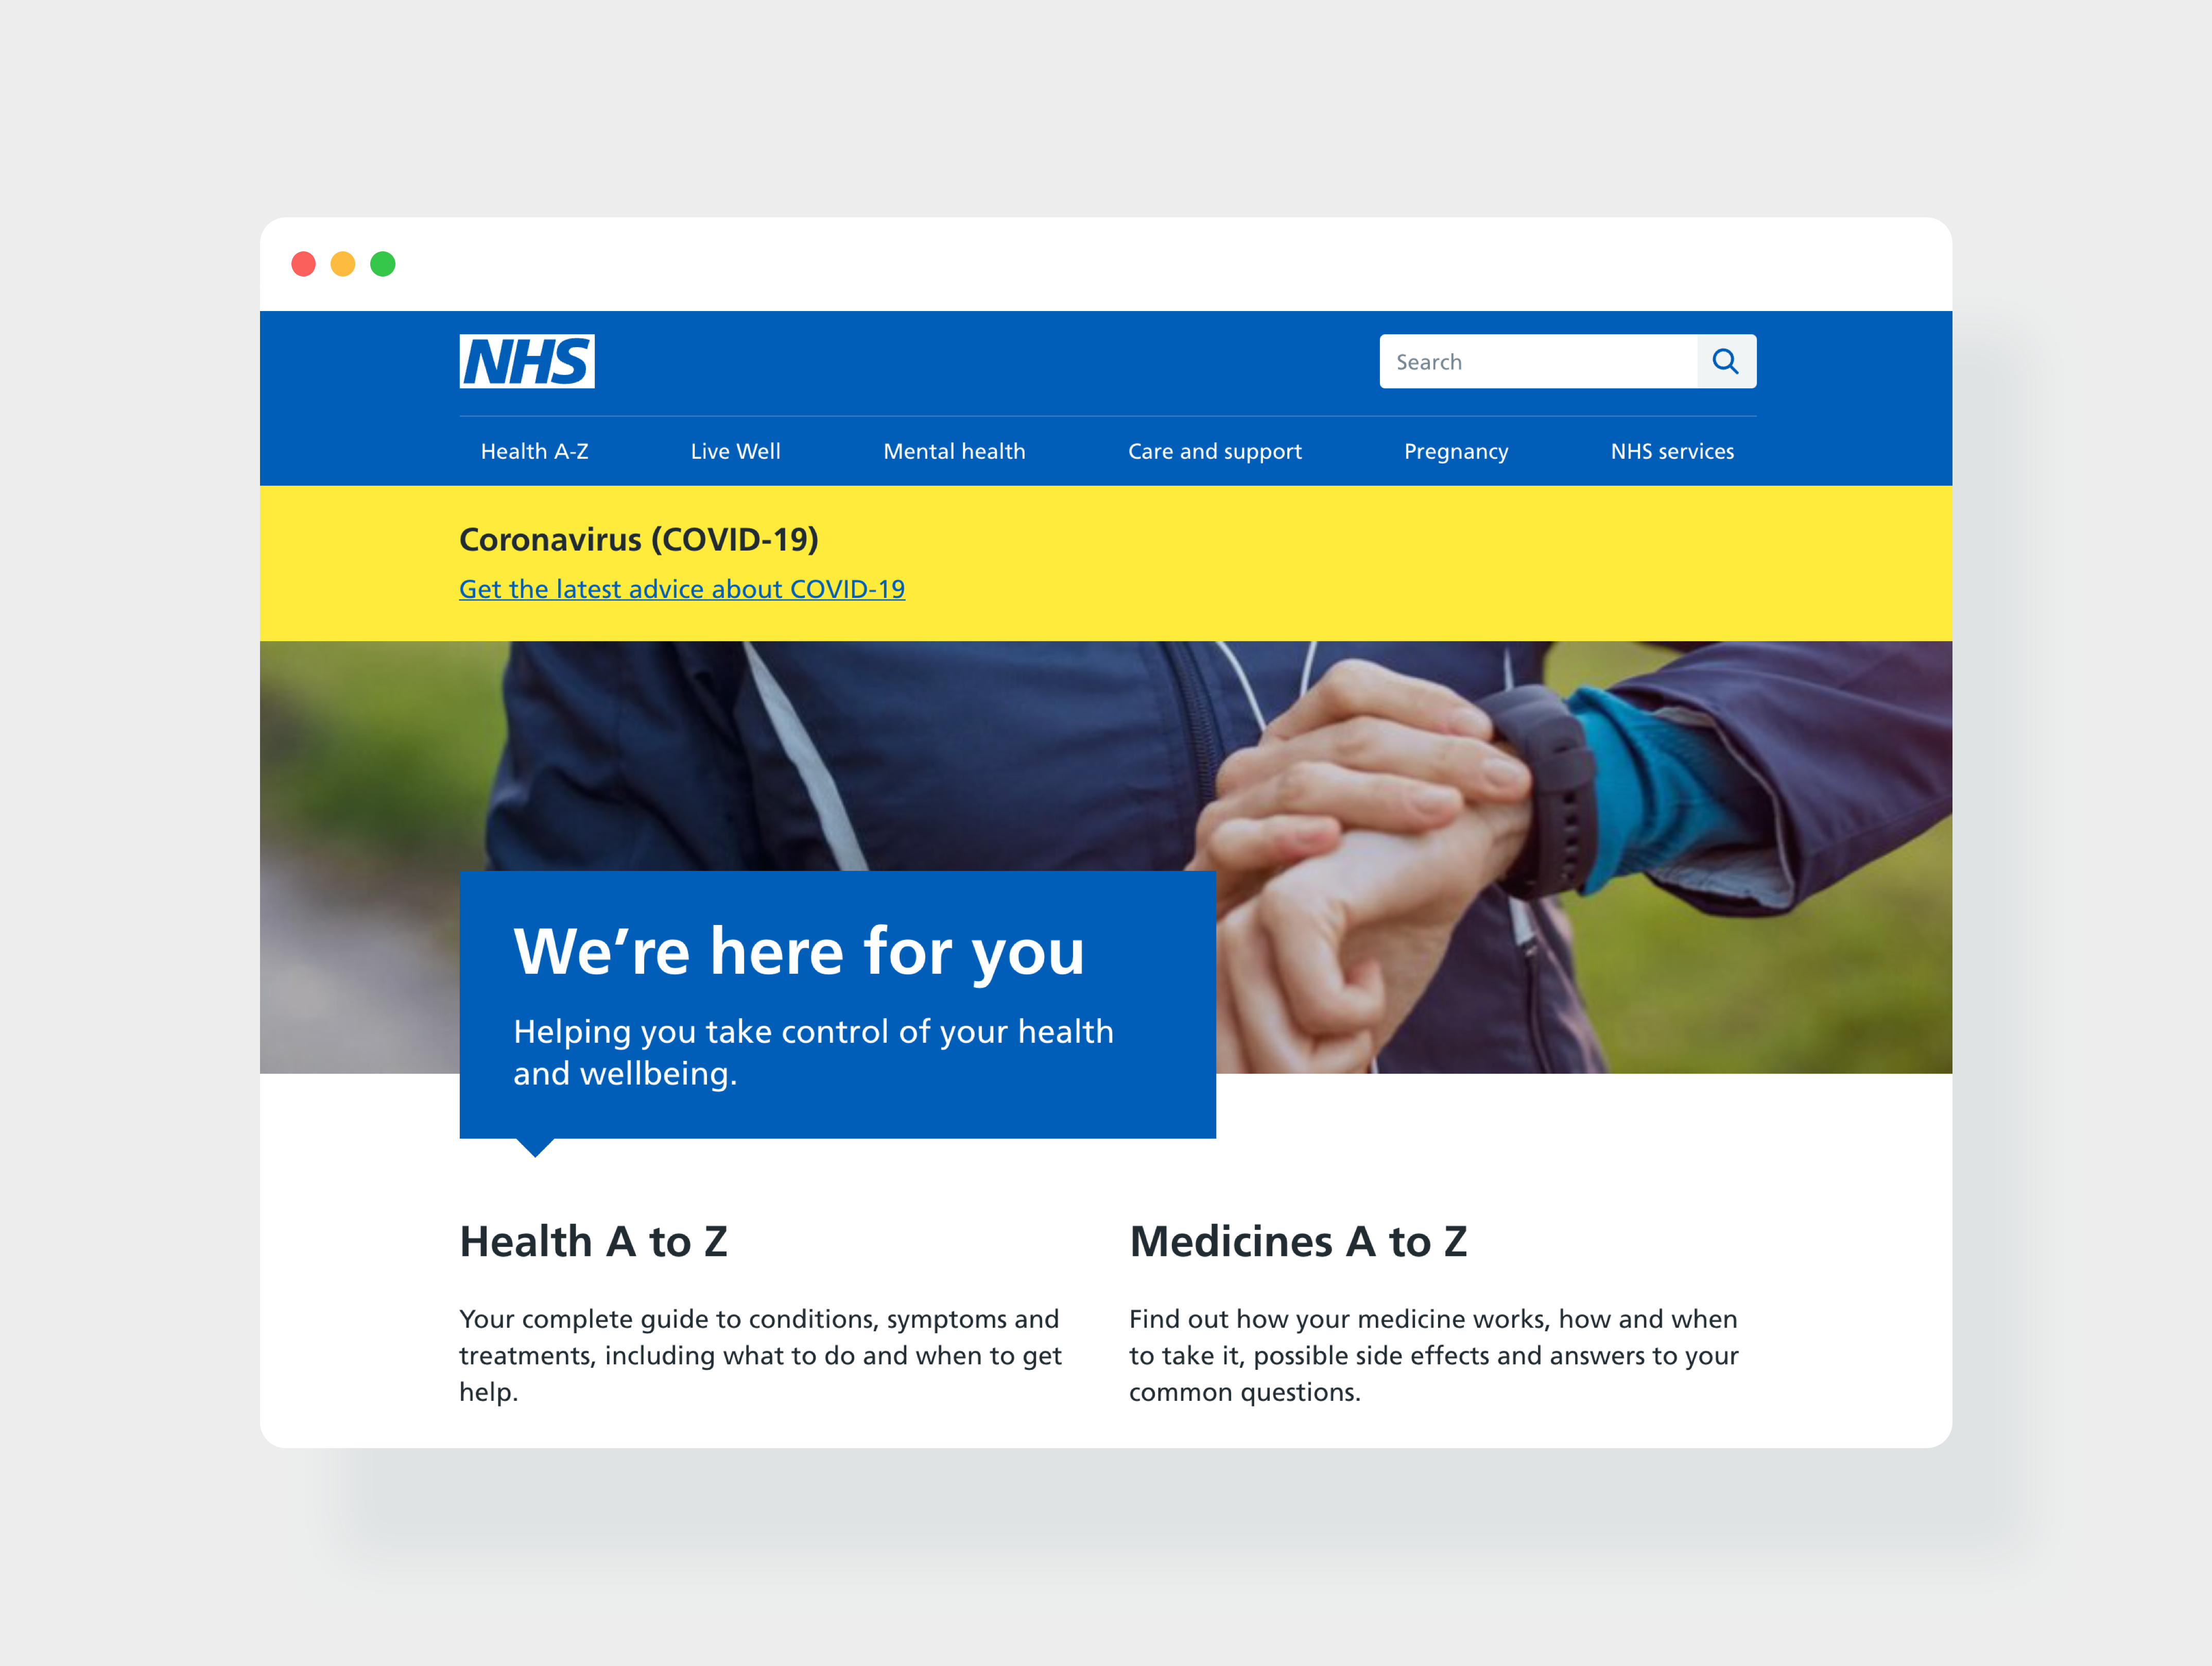 NHS
Search
Health A-Z
Live Well
Mental health
Care and support
Pregnancy
NHS services
Coronavirus (COVID-19)
Get the latest advice about COVID-19
We’re here for you
Helping you take control of your health
and wellbeing.
Health A to Z
Your complete guide to conditions, symptoms and
treatments, including what to do and when to get
help.
Medicines A to Z
Find out how your medicine works, how and when
to take it, possible side effects and answers to your
common questions.